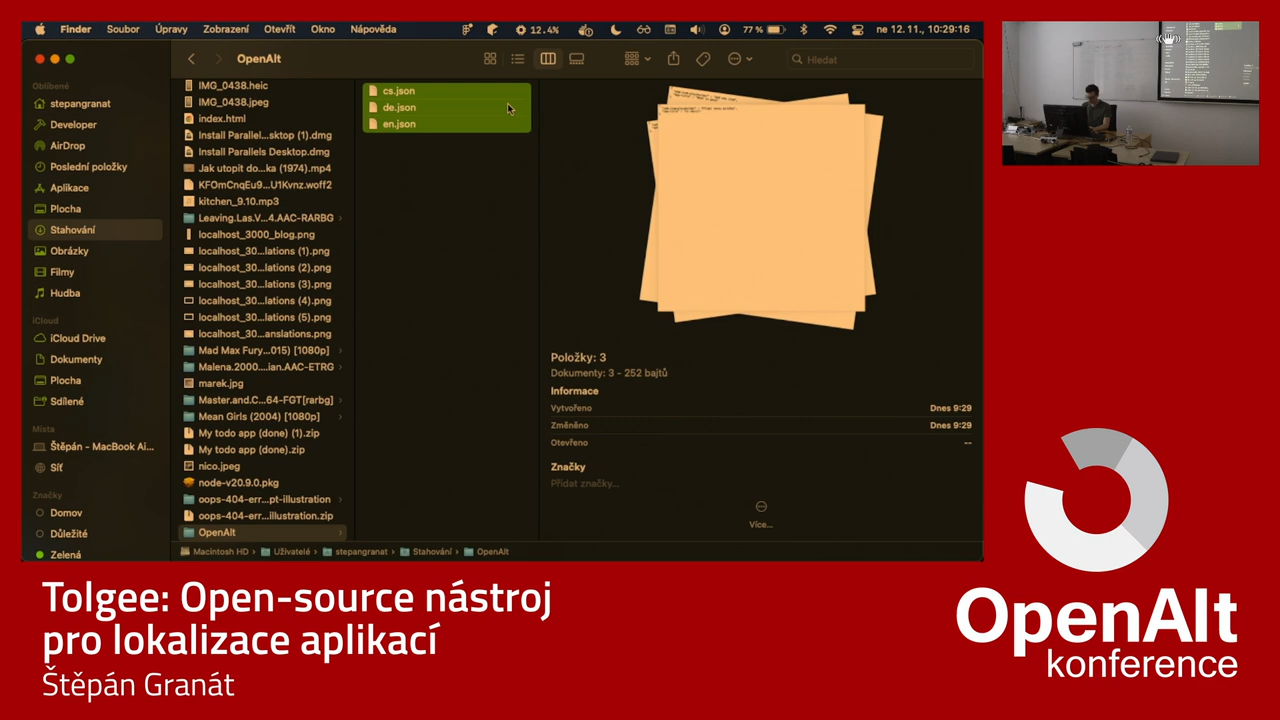 Finder Soubor Úpravy Zobrazení Otevřít Okno Nápověda 12.4% 77 % ne 12.11., 10:29:16
OpenAlt
Hledat
Oblíbené
stepangranat
Developer
AirDrop
Poslední položky
Aplikace
Plocha
Stahování
Obrázky
Filmy
Hudba
iCloud
iCloud Drive
Dokumenty
Plocha
Sdílené
Místa
Štěpán - MacBook Ai...
Síť
Značky
Domov
Důležité
Zelená
IMG_0438.heic
IMG_0438.jpeg
index.html
Install Parallel...sktop (1).dmg
Install Parallels Desktop.dmg
Jak utopit do...ka (1974).mp4
KFOmCnqEu9...U1Kvnz.woff2
kitchen_9.10.mp3
Leaving.Las.V...4.AAC-RARBG
localhost_3000_blog.png
localhost_30...lations (1).png
localhost_30...lations (2).png
localhost_30...lations (3).png
localhost_30...lations (4).png
localhost_30...lations (5).png
localhost_30...anslations.png
Mad Max Fury...015) [1080p]
Malena.2000....ian.AAC-ETRG
marek.jpg
Master.and.C...64-FGT[rarbg]
Mean Girls (2004) [1080p]
My todo app (done) (1).zip
My todo app (done).zip
nico.jpeg
node-v20.9.0.pkg
oops-404-err...pt-illustration
oops-404-err...illustration.zip
OpenAlt
cs.json
de.json
en.json
Položky: 3
Dokumenty: 3 - 252 bajtů
Informace
Vytvořeno Dnes 9:29
Změněno Dnes 9:29
Otevřeno --
Značky
Přidat značky...
Více...
Macintosh HD › Uživatelé › stepangranat › Stahování › OpenAlt
Tolgee: Open-source nástroj
pro lokalizace aplikací
Štěpán Granát
OpenAlt
konference